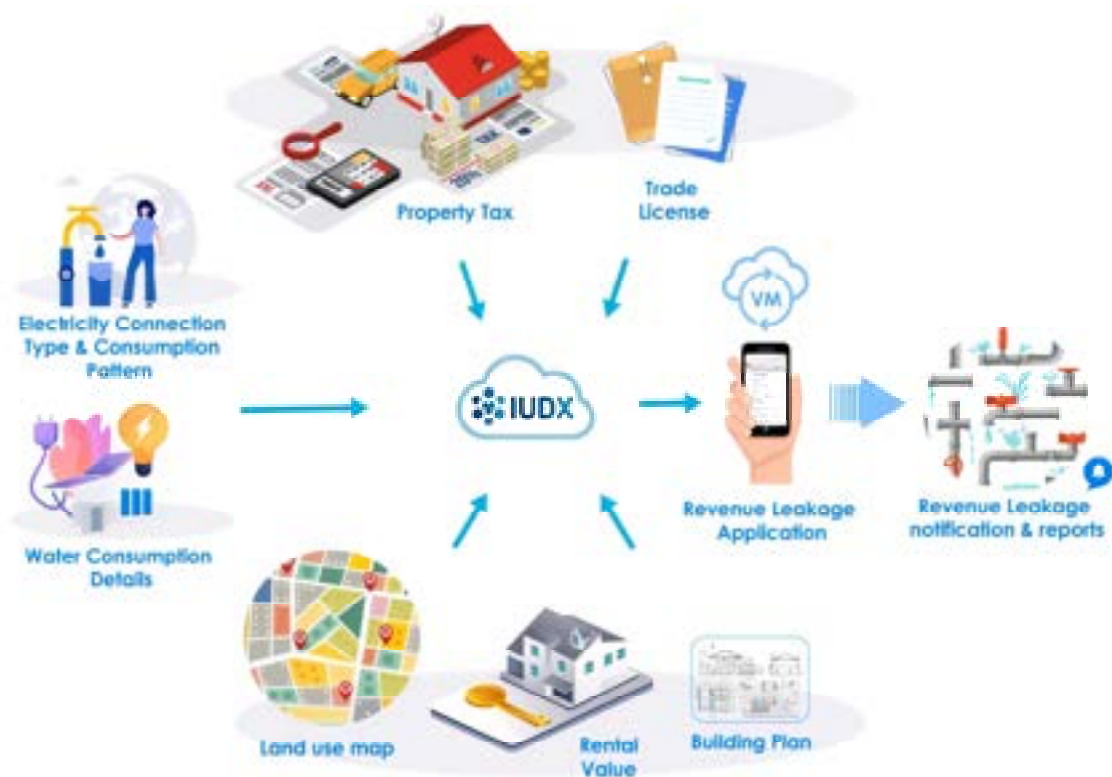 Property Tax
Trade
License
Electricity Connection
Type & Consumption
Pattern
VM
IUDX
Water Consumption
Details
Revenue Leakage
Application
Revenue Leakage
notification & reports
Land use map
Rental
Value
Building Plan